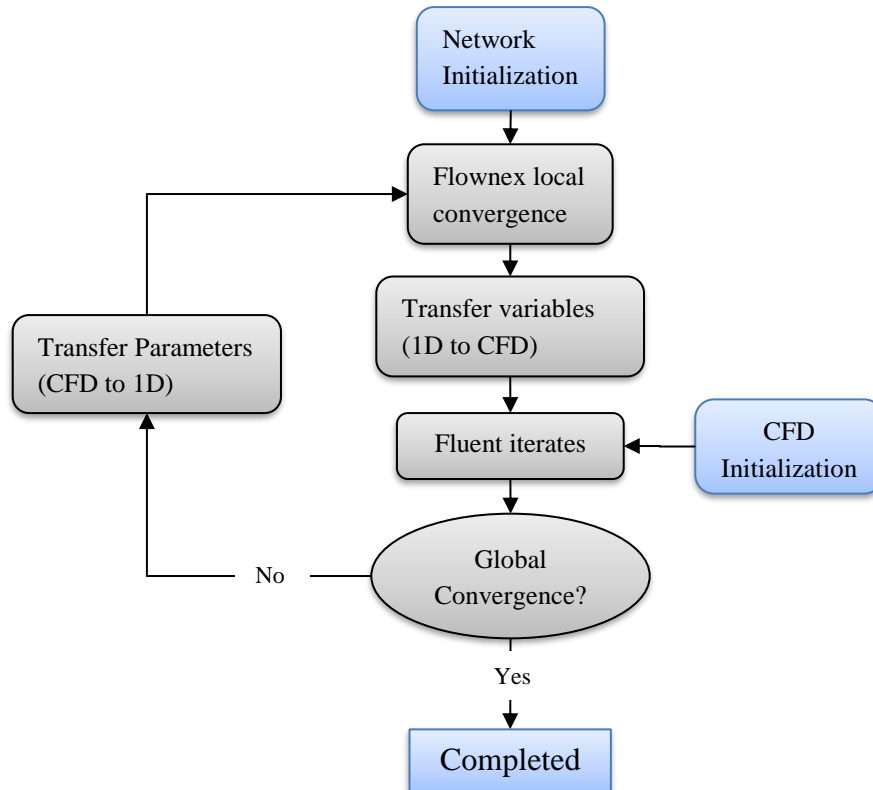 Network
Initialization
Flownex local
convergence
Transfer variables
(1D to CFD)
Transfer Parameters
(CFD to 1D)
Fluent iterates
CFD
Initialization
Global
Convergence?
No
Yes
Completed